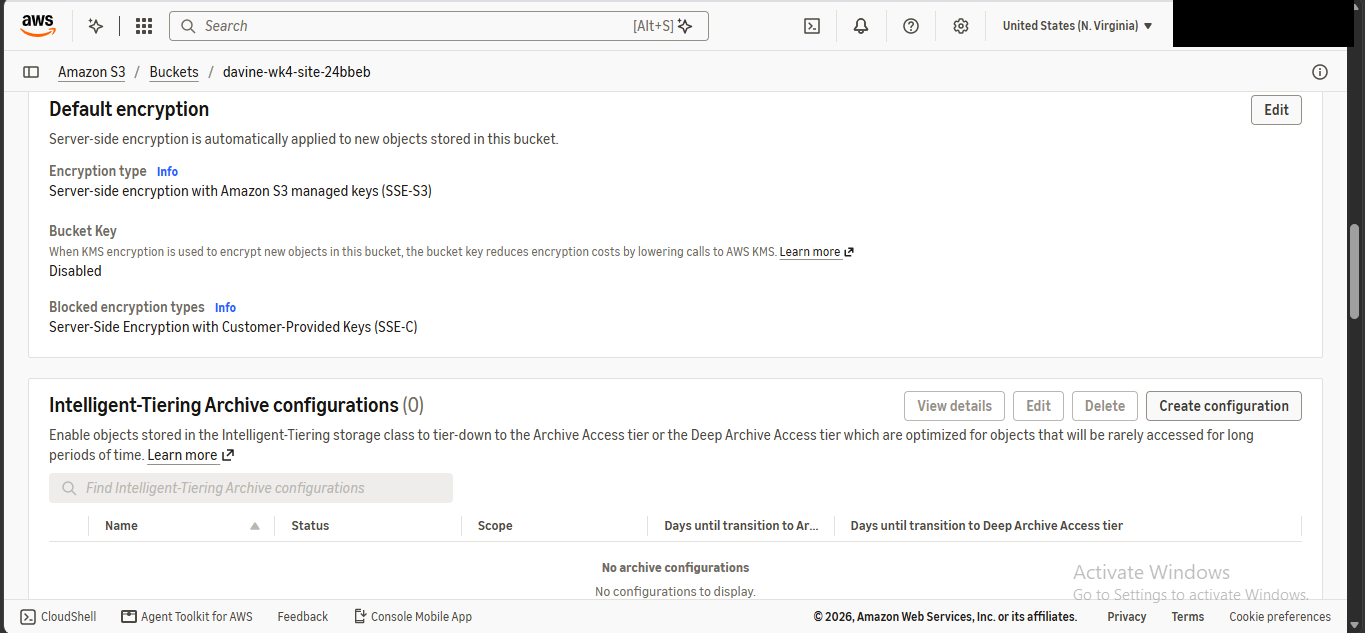 aws
Search [Alt+S]
United States (N. Virginia)
Amazon S3 / Buckets / davine-wk4-site-24bbeb
Default encryption
Edit
Server-side encryption is automatically applied to new objects stored in this bucket.
Encryption type Info
Server-side encryption with Amazon S3 managed keys (SSE-S3)
Bucket Key
When KMS encryption is used to encrypt new objects in this bucket, the bucket key reduces encryption costs by lowering calls to AWS KMS. Learn more
Disabled
Blocked encryption types Info
Server-Side Encryption with Customer-Provided Keys (SSE-C)
Intelligent-Tiering Archive configurations (0)
View details Edit Delete Create configuration
Enable objects stored in the Intelligent-Tiering storage class to tier-down to the Archive Access tier or the Deep Archive Access tier which are optimized for objects that will be rarely accessed for long
periods of time. Learn more
Find Intelligent-Tiering Archive configurations
Name Status Scope Days until transition to Ar... Days until transition to Deep Archive Access tier
No archive configurations
No configurations to display.
Activate Windows
Go to Settings to activate Windows.
CloudShell Agent Toolkit for AWS Feedback Console Mobile App © 2026, Amazon Web Services, Inc. or its affiliates. Privacy Terms Cookie preferences